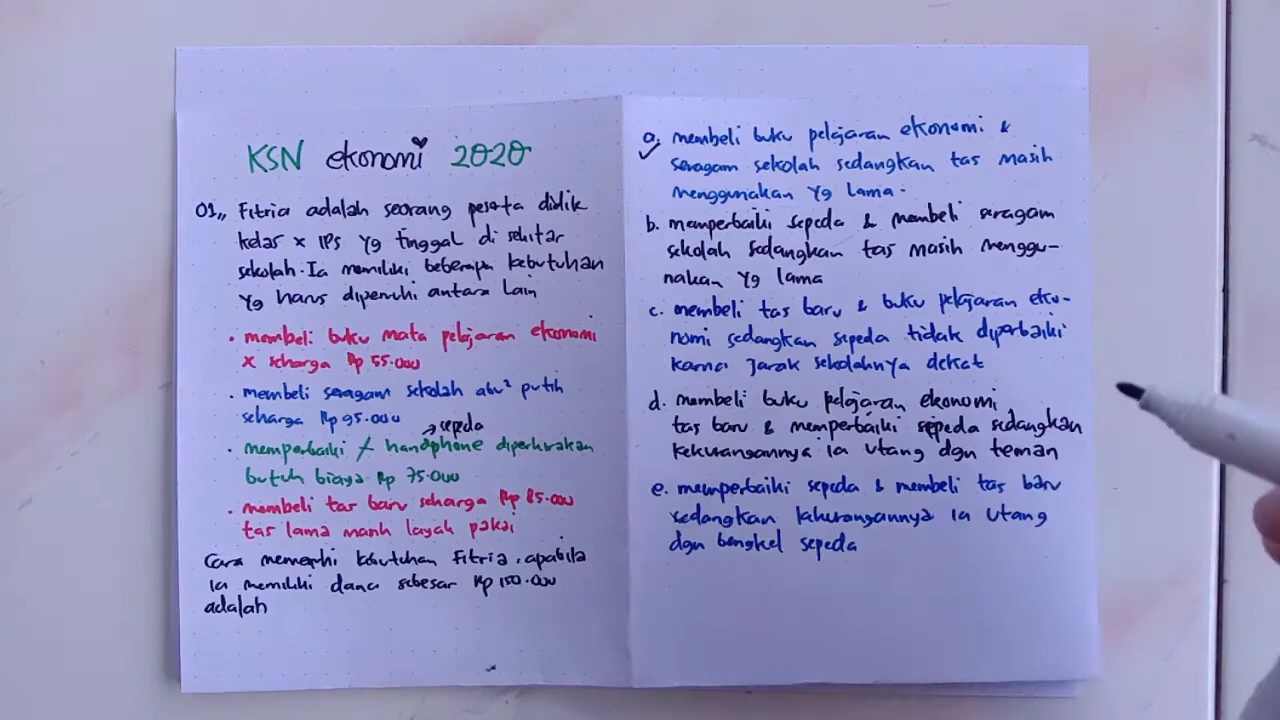 KSN ekonomi 2020
01,, Fitria adalah seorang peserta didik
kelas X IPS yg tinggal di sekitar
sekolah. Ia memiliki beberapa kebutuhan
yg harus dipenuhi antara lain
• membeli buku mata pelajaran ekonomi
X seharga Rp 55.000
• membeli seragam sekolah abu² putih
seharga Rp 95.000
→ sepeda
• memperbaiki handphone diperkirakan
butuh biaya Rp 75.000
• membeli tas baru seharga Rp 85.000
tas lama masih layak pakai
Cara memenuhi kebutuhan Fitria, apabila
ia memiliki dana sebesar Rp 150.000
adalah
a. membeli buku pelajaran ekonomi &
seragam sekolah sedangkan tas masih
menggunakan yg lama.
b. memperbaiki sepeda & membeli seragam
sekolah sedangkan tas masih menggu-
nakan yg lama
c. membeli tas baru & buku pelajaran eko-
nomi sedangkan sepeda tidak diperbaiki
karna jarak sekolahnya dekat
d. membeli buku pelajaran ekonomi
tas baru & memperbaiki sepeda sedangkan
kekurangannya ia utang dgn teman
e. memperbaiki sepeda & membeli tas baru
sedangkan kekurangannya ia utang
dgn bengkel sepeda